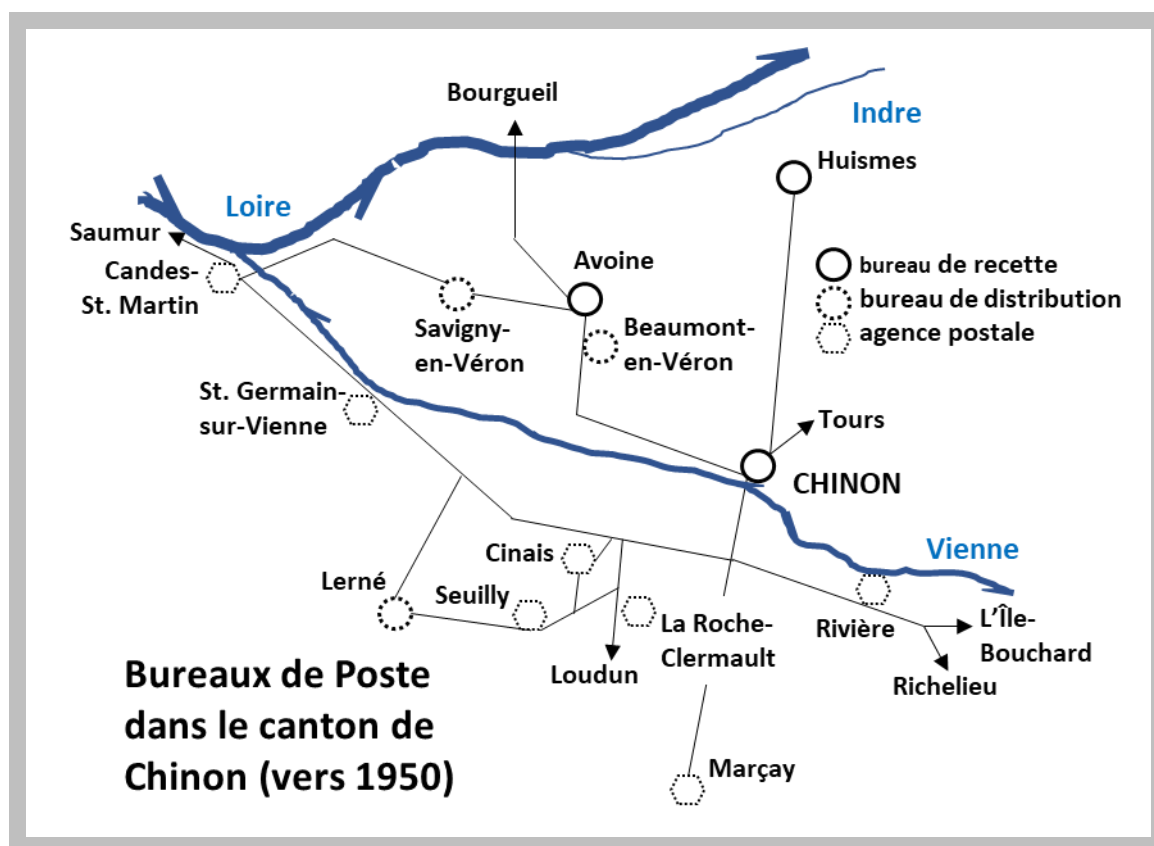 Bourgueil
Indre
Huismes
Loire
Saumur
Candes-
St. Martin
Avoine
bureau de recette
bureau de distribution
agence postale
Savigny-
en-Véron
Beaumont-
en-Véron
St. Germain-
sur-Vienne
Tours
CHINON
Vienne
Cinais
Lerné
Seuilly
La Roche-
Clermault
Rivière
L'Île-
Bouchard
Loudun
Richelieu
Bureaux de Poste
dans le canton de
Chinon (vers 1950)
Marçay